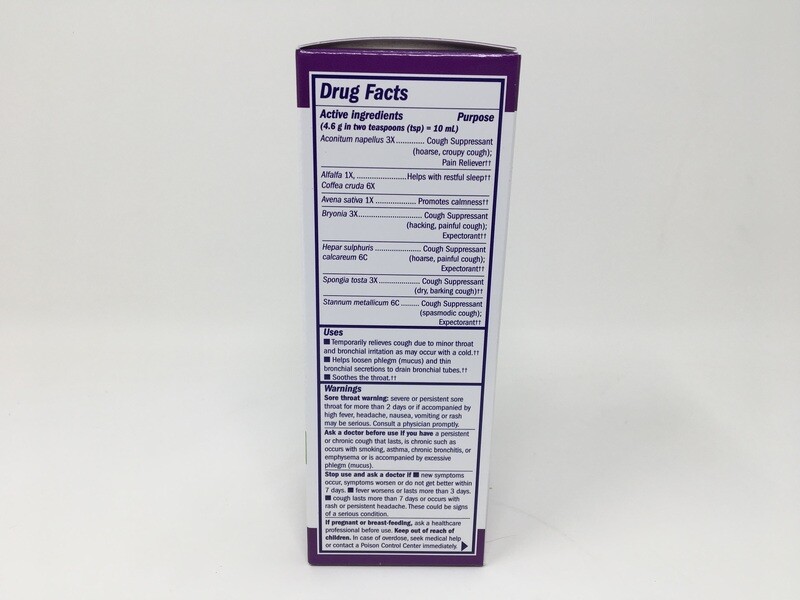 Drug Facts
Active ingredients Purpose
(4.6 g in two teaspoons (tsp) = 10 mL)
Aconitum napellus 3X ............. Cough Suppressant
(hoarse, croupy cough);
Pain Reliever††
Alfalfa 1X, ....................... Helps with restful sleep††
Coffea cruda 6X
Avena sativa 1X ................... Promotes calmness††
Bryonia 3X .............................. Cough Suppressant
(hacking, painful cough);
Expectorant††
Hepar sulphuris ...................... Cough Suppressant
calcareum 6C (hoarse, painful cough);
Expectorant††
Spongia tosta 3X .................... Cough Suppressant
(dry, barking cough)††
Stannum metallicum 6C ......... Cough Suppressant
(spasmodic cough);
Expectorant††
Uses
■ Temporarily relieves cough due to minor throat
and bronchial irritation as may occur with a cold.††
■ Helps loosen phlegm (mucus) and thin
bronchial secretions to drain bronchial tubes.††
■ Soothes the throat.††
Warnings
Sore throat warning: severe or persistent sore
throat for more than 2 days or if accompanied by
high fever, headache, nausea, vomiting or rash
may be serious. Consult a physician promptly.
Ask a doctor before use if you have a persistent
or chronic cough that lasts, is chronic such as
occurs with smoking, asthma, chronic bronchitis, or
emphysema or is accompanied by excessive
phlegm (mucus).
Stop use and ask a doctor if ■ new symptoms
occur, symptoms worsen or do not get better within
7 days. ■ fever worsens or lasts more than 3 days.
■ cough lasts more than 7 days or occurs with
rash or persistent headache. These could be signs
of a serious condition.
If pregnant or breast-feeding, ask a healthcare
professional before use. Keep out of reach of
children. In case of overdose, seek medical help
or contact a Poison Control Center immediately.